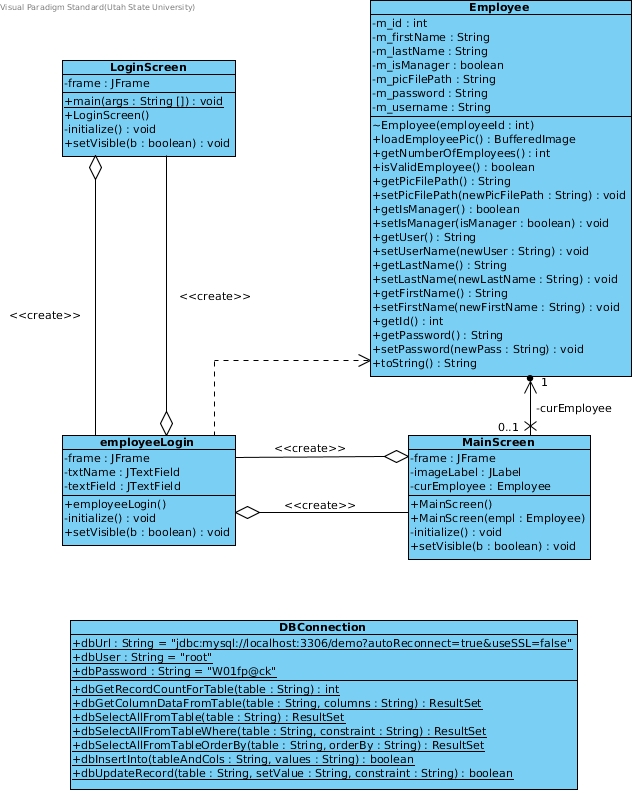 Visual Paradigm Standard(Utah State University)
Employee
-m_id : int
-m_firstName : String
-m_lastName : String
-m_isManager : boolean
-m_picFilePath : String
-m_password : String
-m_username : String
~Employee(employeeId : int)
+loadEmployeePic() : BufferedImage
+getNumberOfEmployees() : int
+isValidEmployee() : boolean
+getPicFilePath() : String
+setPicFilePath(newPicFilePath : String) : void
+getIsManager() : boolean
+setIsManager(isManager : boolean) : void
+getUser() : String
+setUserName(newUser : String) : void
+getLastName() : String
+setLastName(newLastName : String) : void
+getFirstName() : String
+setFirstName(newFirstName : String) : void
+getId() : int
+getPassword() : String
+setPassword(newPass : String) : void
+toString() : String
LoginScreen
-frame : JFrame
+main(args : String []) : void
+LoginScreen()
-initialize() : void
+setVisible(b : boolean) : void
<<create>>
<<create>>
1
-curEmployee
0..1
employeeLogin
-frame : JFrame
-txtName : JTextField
-textField : JTextField
+employeeLogin()
-initialize() : void
+setVisible(b : boolean) : void
<<create>>
<<create>>
MainScreen
-frame : JFrame
-imageLabel : JLabel
-curEmployee : Employee
+MainScreen()
+MainScreen(empl : Employee)
-initialize() : void
+setVisible(b : boolean) : void
DBConnection
+dbUrl : String = "jdbc:mysql://localhost:3306/demo?autoReconnect=true&useSSL=false"
+dbUser : String = "root"
+dbPassword : String = "W01fp@ck"
+dbGetRecordCountForTable(table : String) : int
+dbGetColumnDataFromTable(table : String, columns : String) : ResultSet
+dbSelectAllFromTable(table : String) : ResultSet
+dbSelectAllFromTableWhere(table : String, constraint : String) : ResultSet
+dbSelectAllFromTableOrderBy(table : String, orderBy : String) : ResultSet
+dbInsertInto(tableAndCols : String, values : String) : boolean
+dbUpdateRecord(table : String, setValue : String, constraint : String) : boolean